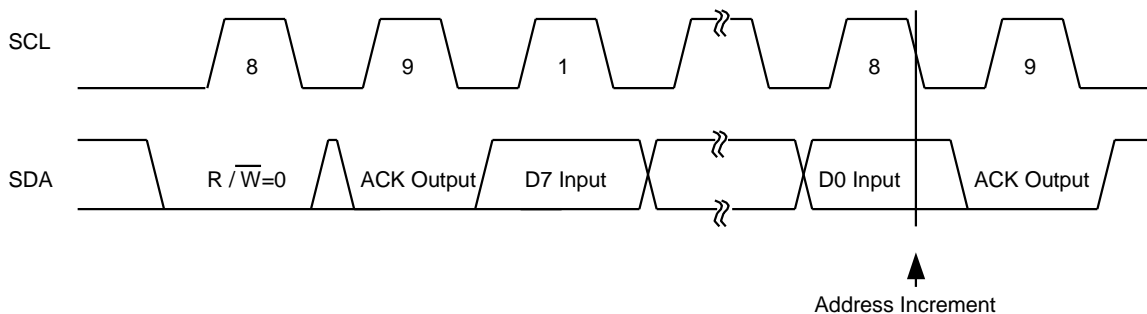 SCL
8
9
1
8
9
SDA
R / W̅=0
ACK Output
D7 Input
D0 Input
ACK Output
Address Increment